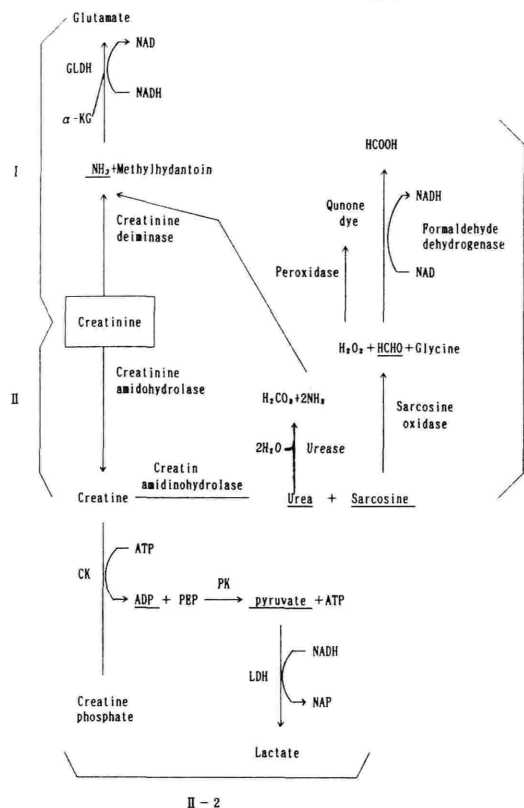 Glutamate
NAD
GLDH
NADH
α-KG
HCOOH
I
NH₃+Methylhydantoin
NADH
Qunone
dye
Creatinine
deiminase
Formaldehyde
dehydrogenase
Peroxidase
NAD
Creatinine
H₂O₂+HCHO+Glycine
Creatinine
amidohydrolase
II
H₂CO₃+2NH₃
Sarcosine
oxidase
2H₂O
Urease
Creatin
amidinohydrolase
Creatine
Urea + Sarcosine
ATP
CK
PK
ADP + PEP
pyruvate +ATP
NADH
LDH
NAP
Creatine
phosphate
Lactate
II-2